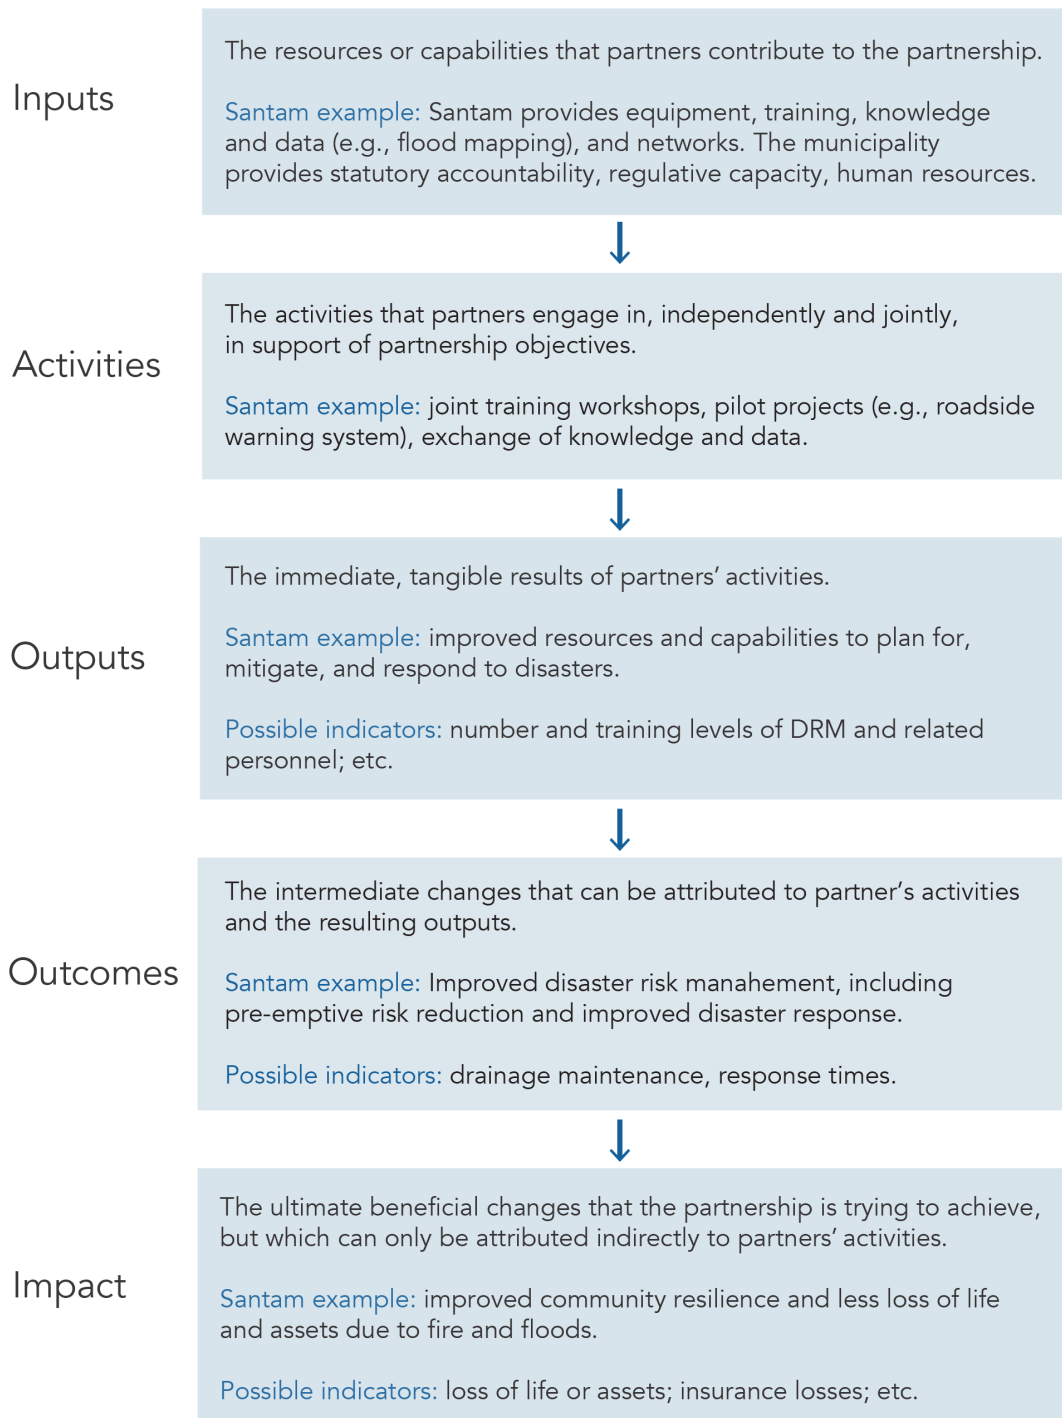 Inputs
The resources or capabilities that partners contribute to the partnership.
Santam example: Santam provides equipment, training, knowledge
and data (e.g., flood mapping), and networks. The municipality
provides statutory accountability, regulative capacity, human resources.
Activities
The activities that partners engage in, independently and jointly,
in support of partnership objectives.
Santam example: joint training workshops, pilot projects (e.g., roadside
warning system), exchange of knowledge and data.
Outputs
The immediate, tangible results of partners’ activities.
Santam example: improved resources and capabilities to plan for,
mitigate, and respond to disasters.
Possible indicators: number and training levels of DRM and related
personnel; etc.
Outcomes
The intermediate changes that can be attributed to partner’s activities
and the resulting outputs.
Santam example: Improved disaster risk manahement, including
pre-emptive risk reduction and improved disaster response.
Possible indicators: drainage maintenance, response times.
Impact
The ultimate beneficial changes that the partnership is trying to achieve,
but which can only be attributed indirectly to partners’ activities.
Santam example: improved community resilience and less loss of life
and assets due to fire and floods.
Possible indicators: loss of life or assets; insurance losses; etc.